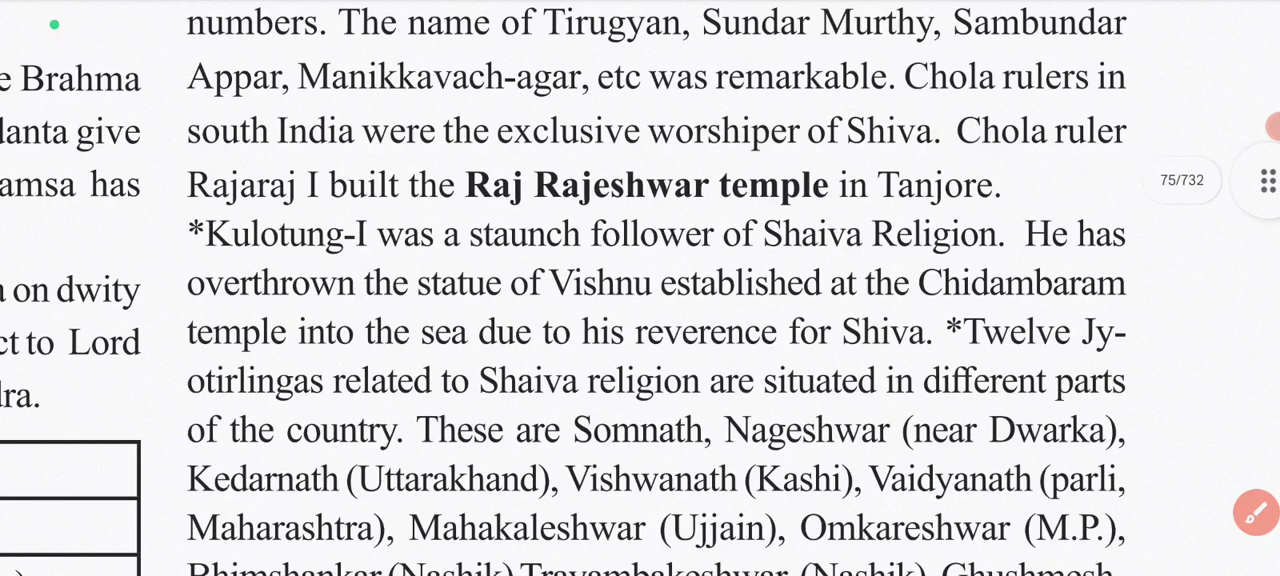 e Brahma
lanta give
amsa has
a on dwity
ct to Lord
lra.
numbers. The name of Tirugyan, Sundar Murthy, Sambundar
Appar, Manikkavach-agar, etc was remarkable. Chola rulers in
south India were the exclusive worshiper of Shiva. Chola ruler
Rajaraj I built the Raj Rajeshwar temple in Tanjore.
*Kulotung-I was a staunch follower of Shaiva Religion. He has
overthrown the statue of Vishnu established at the Chidambaram
temple into the sea due to his reverence for Shiva. *Twelve Jy-
otirlingas related to Shaiva religion are situated in different parts
of the country. These are Somnath, Nageshwar (near Dwarka),
Kedarnath (Uttarakhand), Vishwanath (Kashi), Vaidyanath (parli,
Maharashtra), Mahakaleshwar (Ujjain), Omkareshwar (M.P.),
Bhimshankar (Nashik) Trayambakeshwar (Nashik), Ghushmesh-
75/732